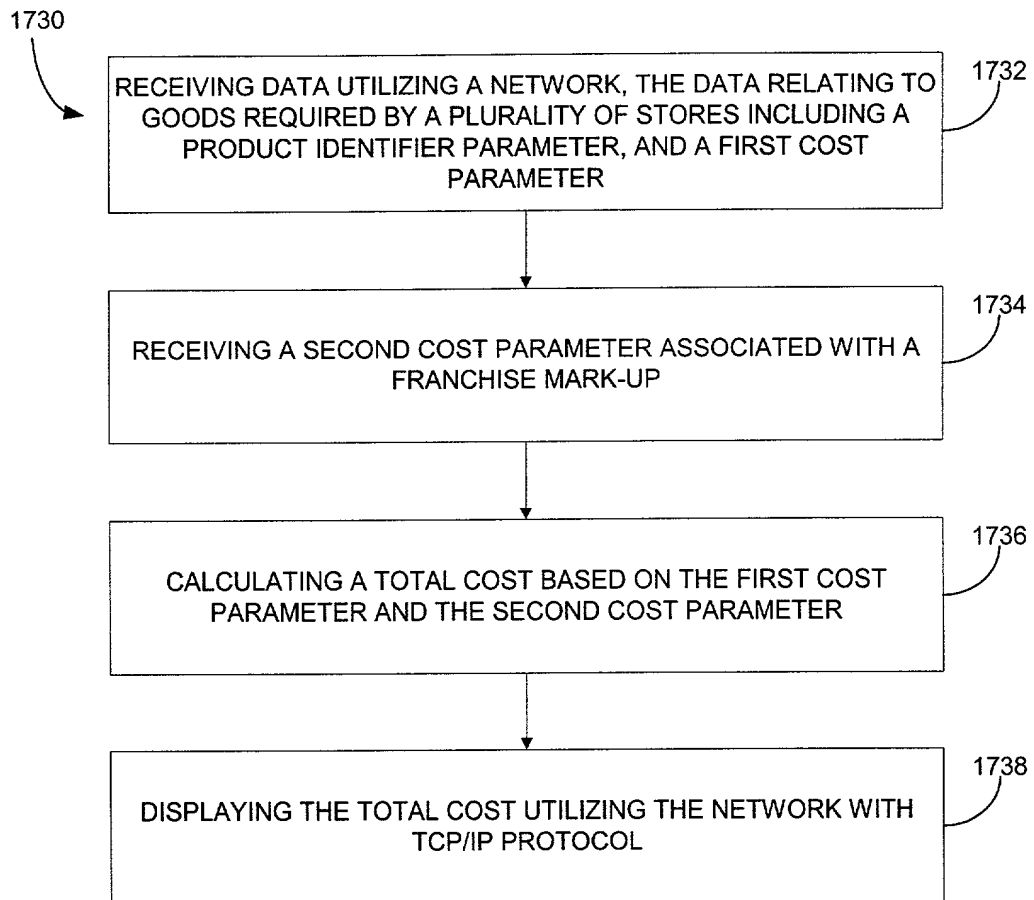 1730
RECEIVING DATA UTILIZING A NETWORK, THE DATA RELATING TO
GOODS REQUIRED BY A PLURALITY OF STORES INCLUDING A
PRODUCT IDENTIFIER PARAMETER, AND A FIRST COST
PARAMETER
1732
RECEIVING A SECOND COST PARAMETER ASSOCIATED WITH A
FRANCHISE MARK-UP
1734
CALCULATING A TOTAL COST BASED ON THE FIRST COST
PARAMETER AND THE SECOND COST PARAMETER
1736
DISPLAYING THE TOTAL COST UTILIZING THE NETWORK WITH
TCP/IP PROTOCOL
1738